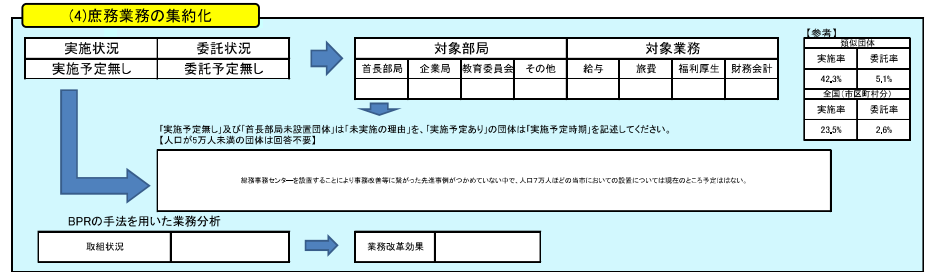 (4)庶務業務の集約化
【参考】
実施状況 委託状況
実施予定無し 委託予定無し
対象部局 対象業務
首長部局 企業局 教育委員会 その他 給与 旅費 福利厚生 財務会計
類似団体
実施率 委託率
42.3% 5.1%
全国(市区町村分)
実施率 委託率
23.5% 2.6%
「実施予定無し」及び「首長部局未設置団体」は「未実施の理由」を、「実施予定あり」の団体は「実施予定時期」を記述してください。
【人口が5万人未満の団体は回答不要】
総務事務センターを設置することにより事務改善等に繋がった先進事例がつかめていない中で、人口7万人ほどの当市においての設置については現在のところ予定ははない。
BPRの手法を用いた業務分析
取組状況 業務改革効果